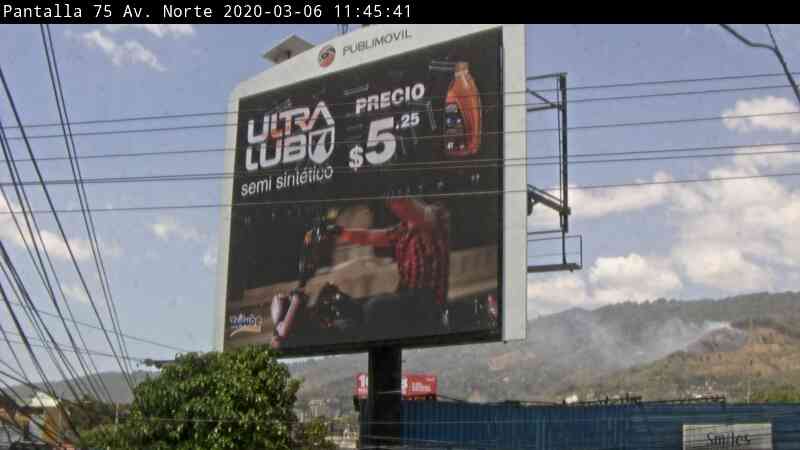 Pantalla 75 Av. Norte 2020-03-06 11:45:41
PUBLIMOVIL
ULTRA
LUB
PRECIO
$5.25
semi sintético
Smiles